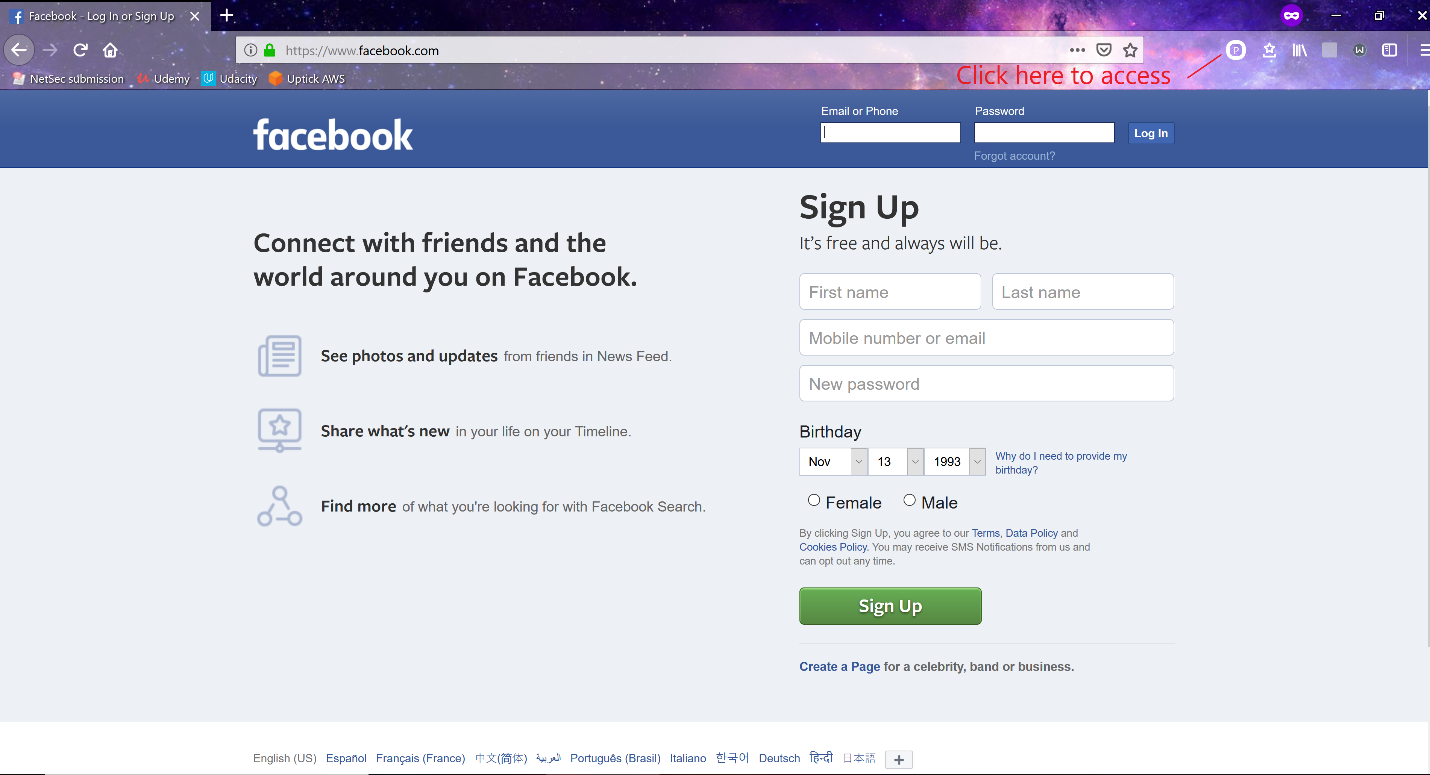 Facebook - Log In or Sign Up
https://www.facebook.com
NetSec submission Udemy Udacity Uptick AWS
Click here to access
facebook
Email or Phone
Password
Log In
Forgot account?
Connect with friends and the
world around you on Facebook.
See photos and updates from friends in News Feed.
Share what's new in your life on your Timeline.
Find more of what you're looking for with Facebook Search.
Sign Up
It's free and always will be.
First name
Last name
Mobile number or email
New password
Birthday
Nov 13 1993
Why do I need to provide my
birthday?
Female Male
By clicking Sign Up, you agree to our Terms, Data Policy and
Cookies Policy. You may receive SMS Notifications from us and
can opt out any time.
Sign Up
Create a Page for a celebrity, band or business.
English (US) Español Français (France) 中文(简体) العربية Português (Brasil) Italiano 한국어 Deutsch हिन्दी 日本語